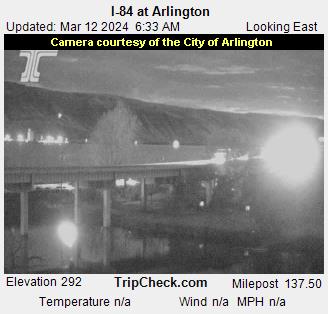 I-84 at Arlington
Updated: Mar 12 2024 6:33 AM Looking East
Camera courtesy of the City of Arlington
Elevation 292 TripCheck.com Milepost 137.50
Temperature n/a Wind n/a MPH n/a